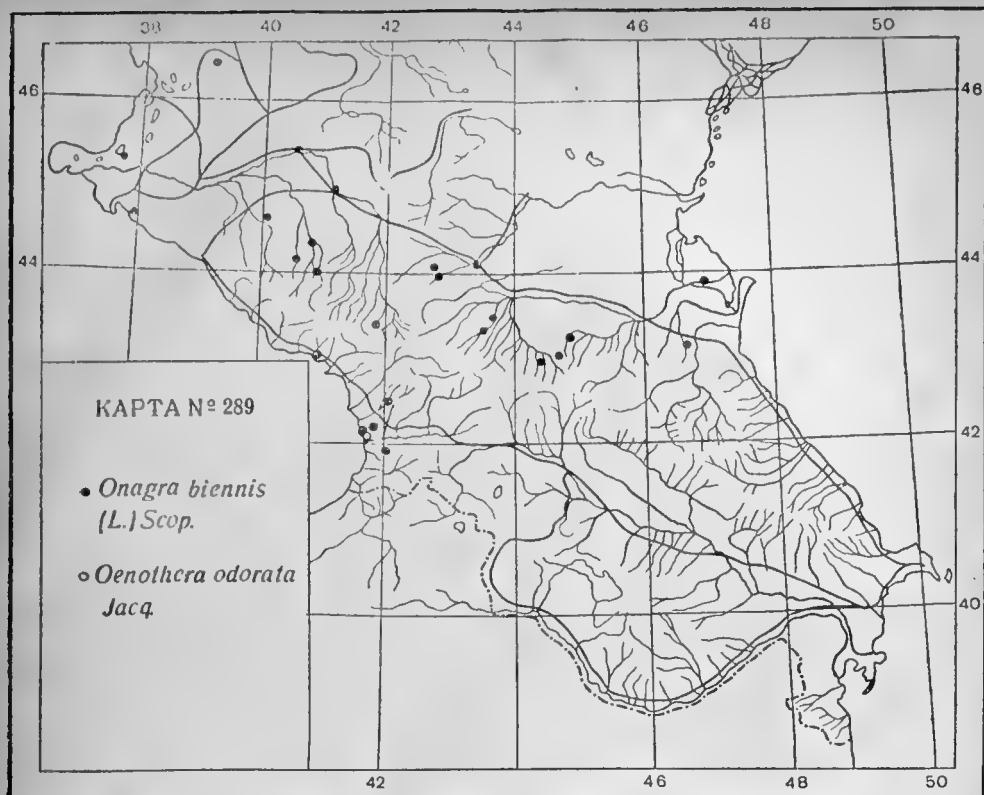 38 40 42 44 46 48 50
46 46
44 44
42 42
КАРТА № 289
Onagra biennis
(L.) Scop.
Oenothera odorata
Jacq.
40 40
42 44 46 48 50